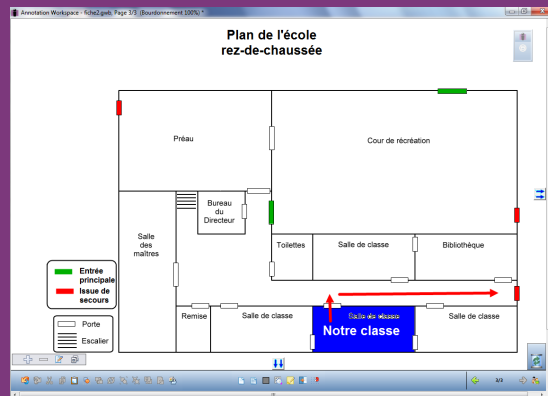 Annotation Workspace - fiche2.gwb, Page 3/3 (Bourdonnement 100%) *
Plan de l'école
rez-de-chaussée
Préau
Cour de récréation
Bureau
du
Directeur
Salle
des
maîtres
Toilettes
Salle de classe
Bibliothèque
Entrée
principale
Issue de
secours
Porte
Escalier
Remise
Salle de classe
Salle de classe
Notre classe
Salle de classe
3/3